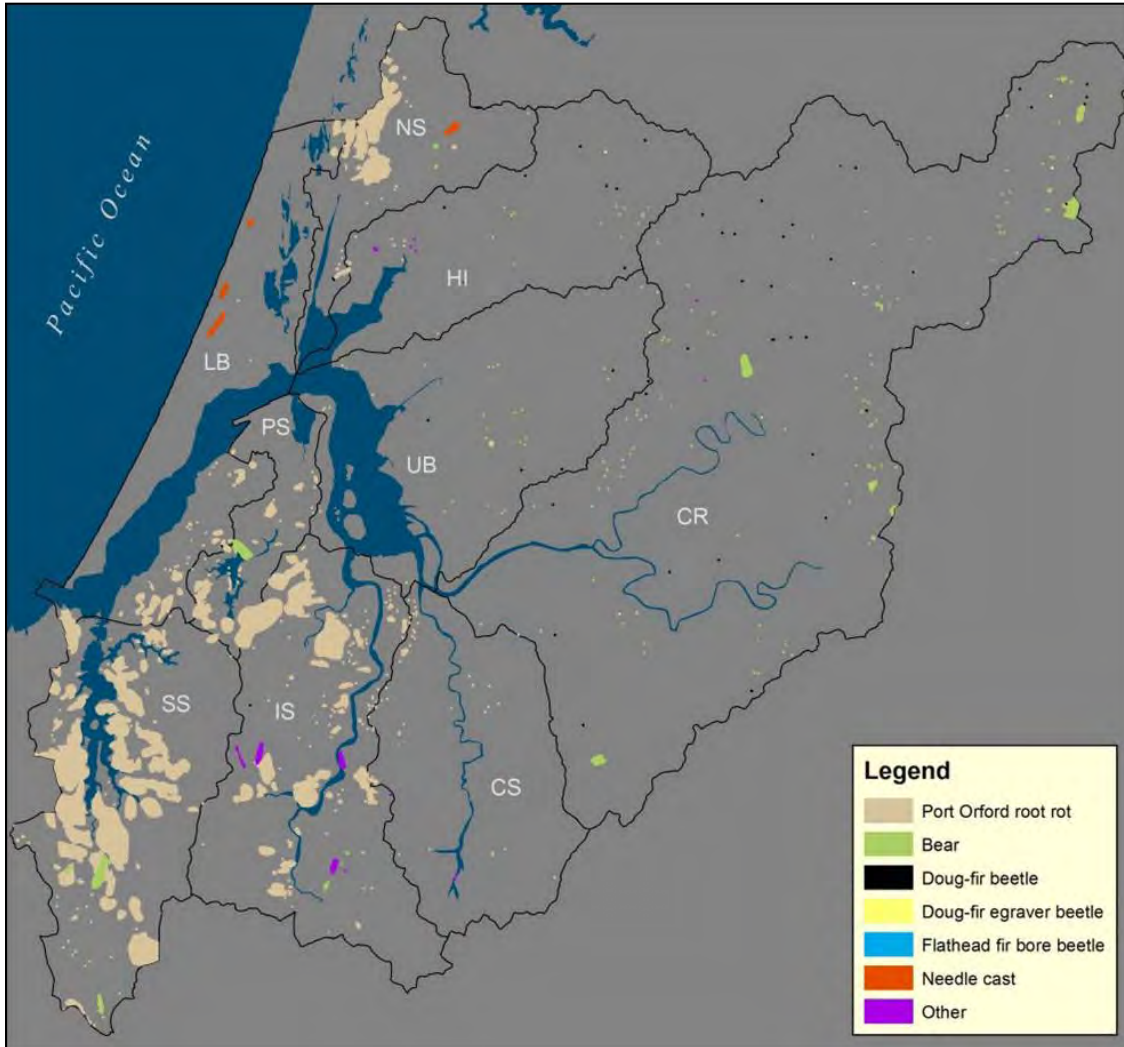 Pacific Ocean
NS
HI
LB
PS
UB
CR
SS
IS
CS
Legend
Port Orford root rot
Bear
Doug-fir beetle
Doug-fir egraver beetle
Flathead fir bore beetle
Needle cast
Other